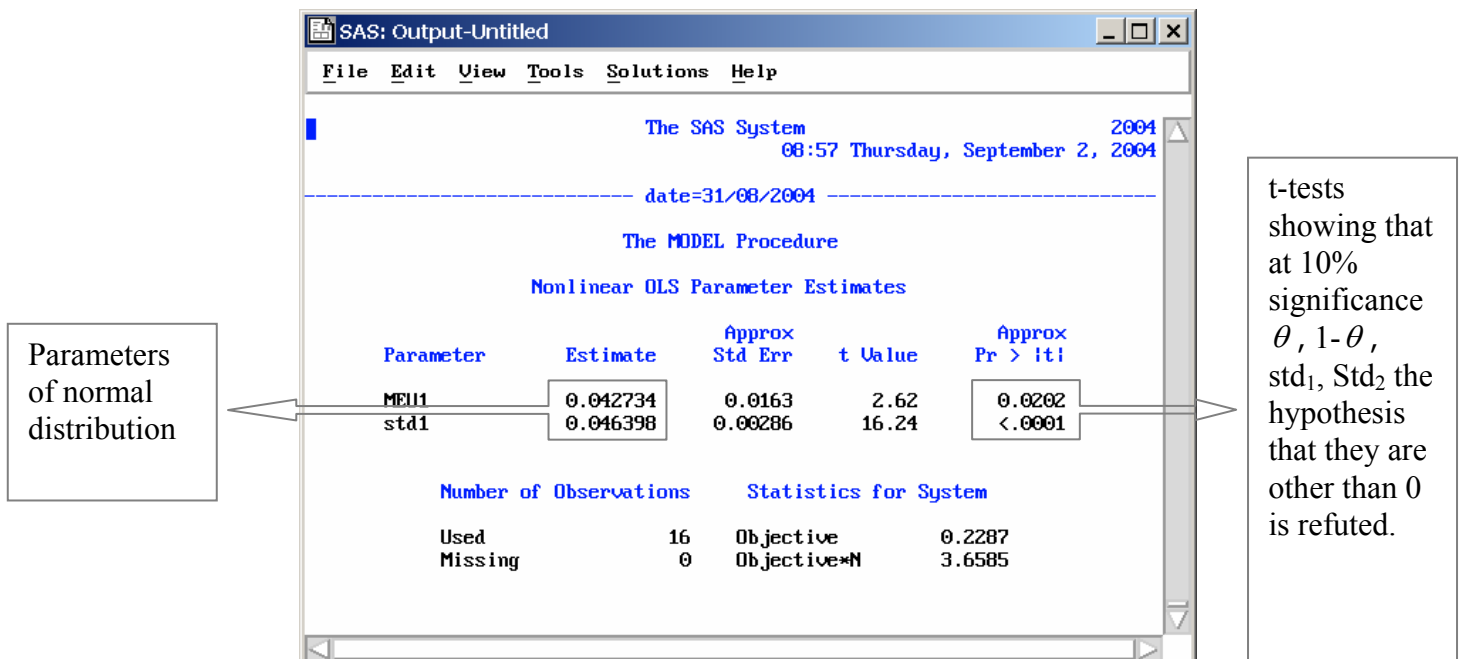 SAS: Output-Untitled
File Edit View Tools Solutions Help
The SAS System 2004
08:57 Thursday, September 2, 2004
date=31/08/2004
The MODEL Procedure
Nonlinear OLS Parameter Estimates
Approx Approx
Parameter Estimate Std Err t Value Pr > |t|
MEU1 0.042734 0.0163 2.62 0.0202
std1 0.046398 0.00286 16.24 <.0001
Number of Observations Statistics for System
Used 16 Objective 0.2287
Missing 0 Objective*N 3.6585
Parameters
of normal
distribution
t-tests
showing that
at 10%
significance
θ , 1-θ ,
std₁, Std₂ the
hypothesis
that they are
other than 0
is refuted.